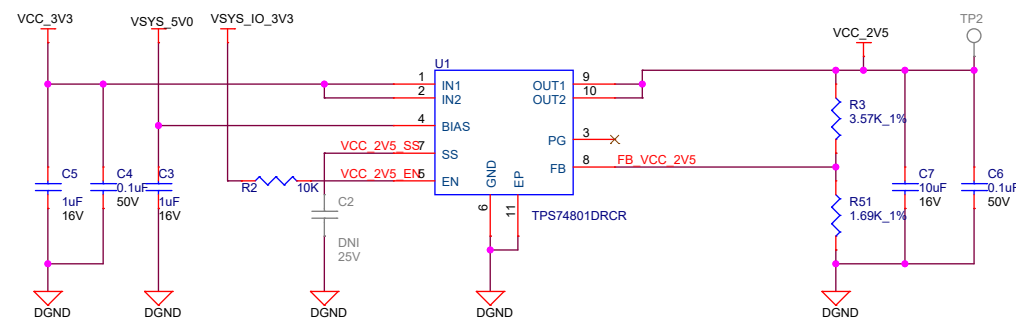 VCC_3V3
VSYS_5V0
VSYS_IO_3V3
VCC_2V5
TP2
U1
1
IN1
OUT1
9
2
IN2
OUT2
10
4
BIAS
PG
3
VCC_2V5_SS
7
SS
FB
8
FB_VCC_2V5
VCC_2V5_EN
5
EN
GND
EP
6
11
TPS74801DRCR
R2
10K
R3
3.57K_1%
R51
1.69K_1%
C5
1uF
16V
C4
0.1uF
50V
C3
1uF
16V
C2
DNI
25V
C7
10uF
16V
C6
0.1uF
50V
DGND
DGND
DGND
DGND
DGND